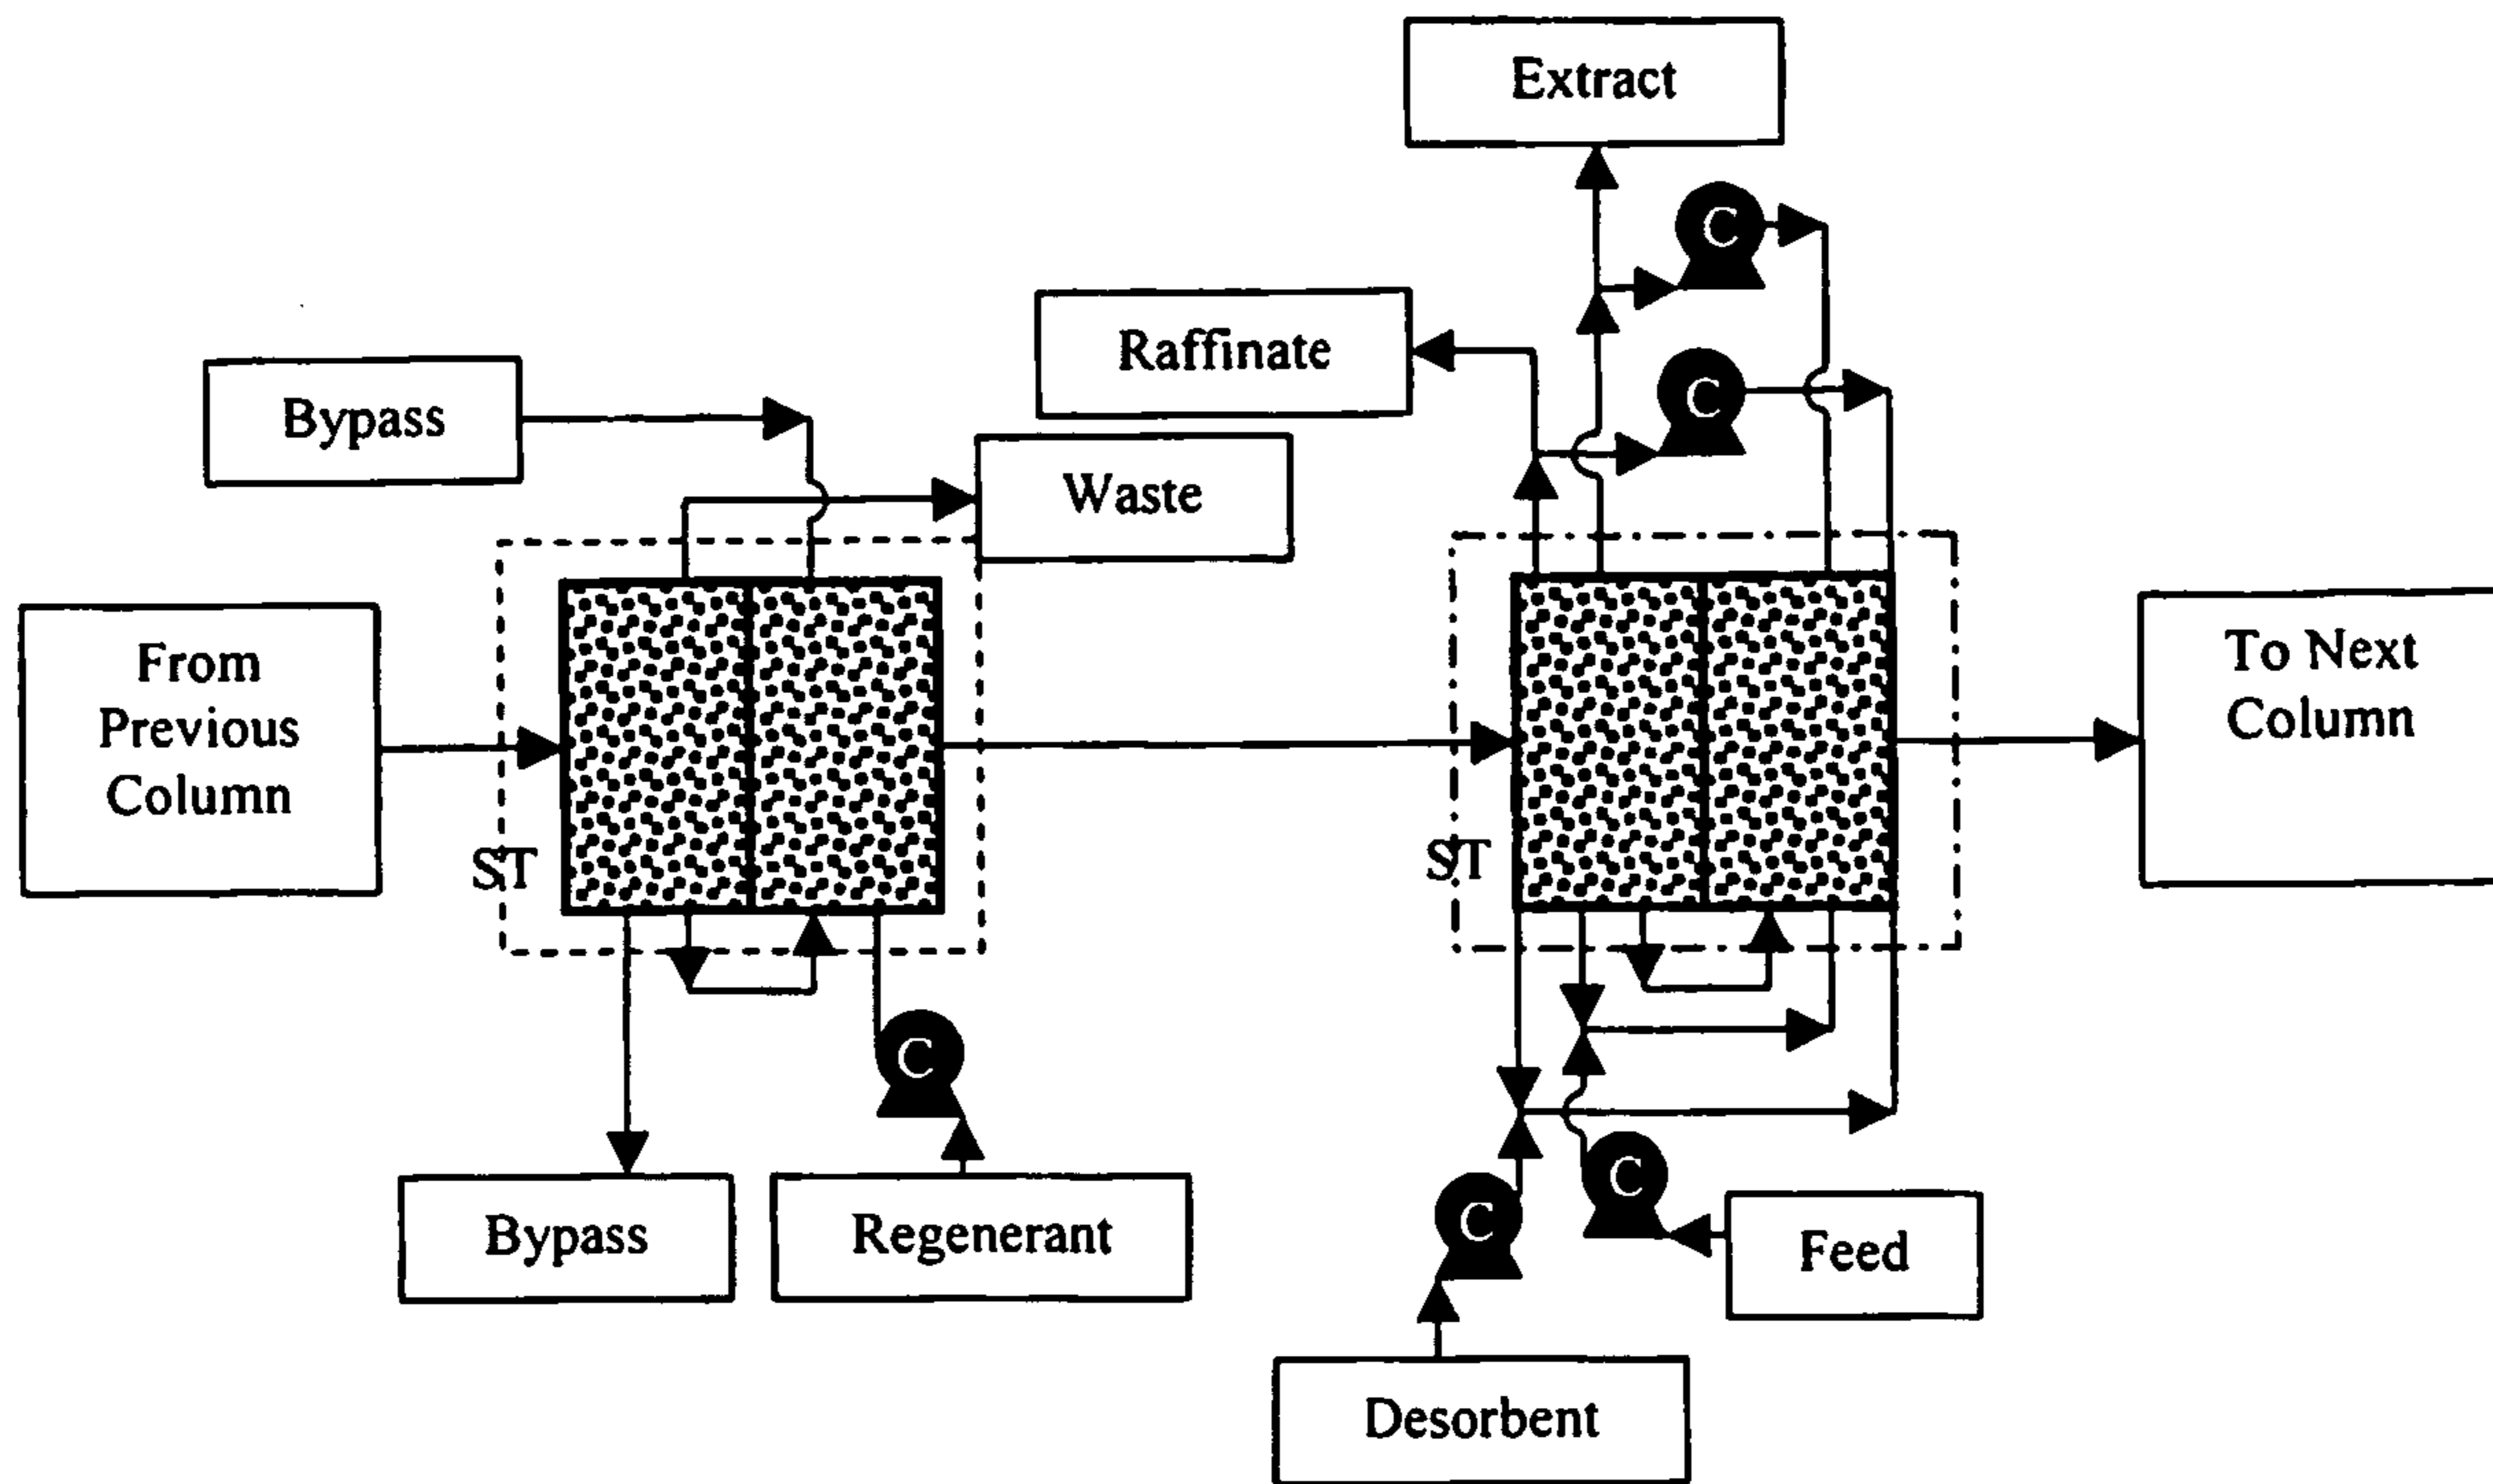 Extract
C
Raffinate
C
Bypass
Waste
From
Previous
Column
To Next
Column
ST
ST
C
Bypass
Regenerant
C
C
Feed
Desorbent